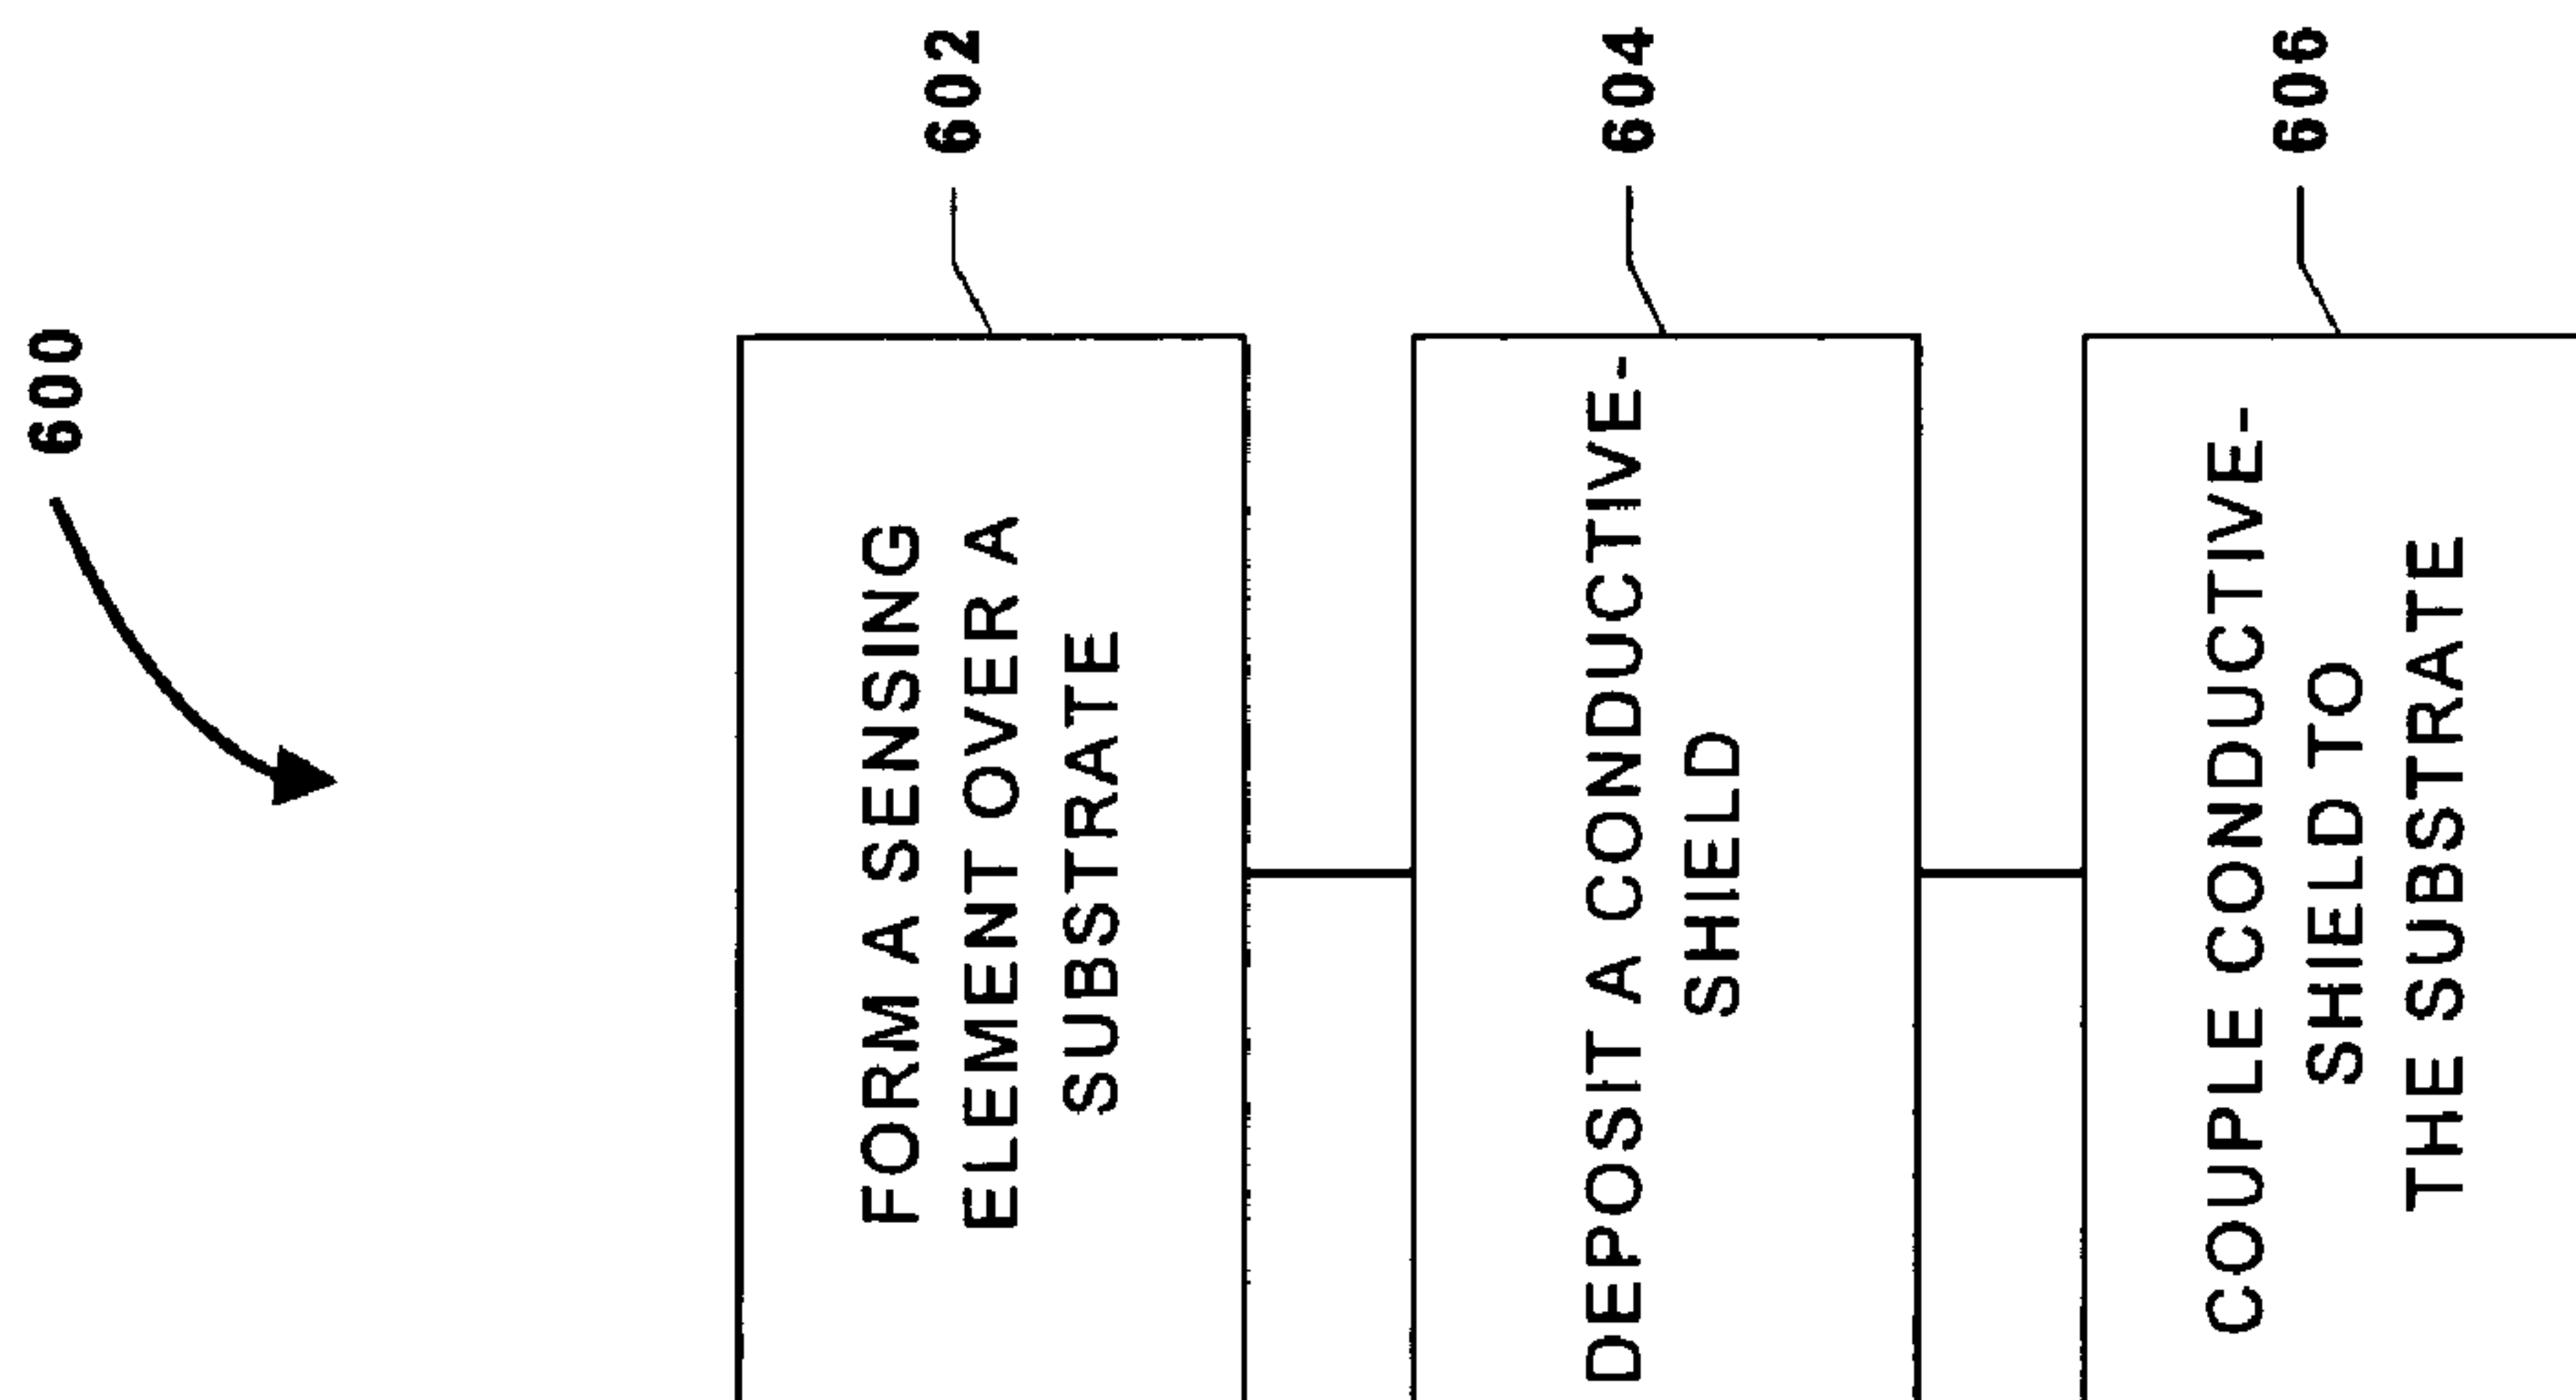 600
602
FORM A SENSING
ELEMENT OVER A
SUBSTRATE
604
DEPOSIT A CONDUCTIVE-
SHIELD
606
COUPLE CONDUCTIVE-
SHIELD TO
THE SUBSTRATE